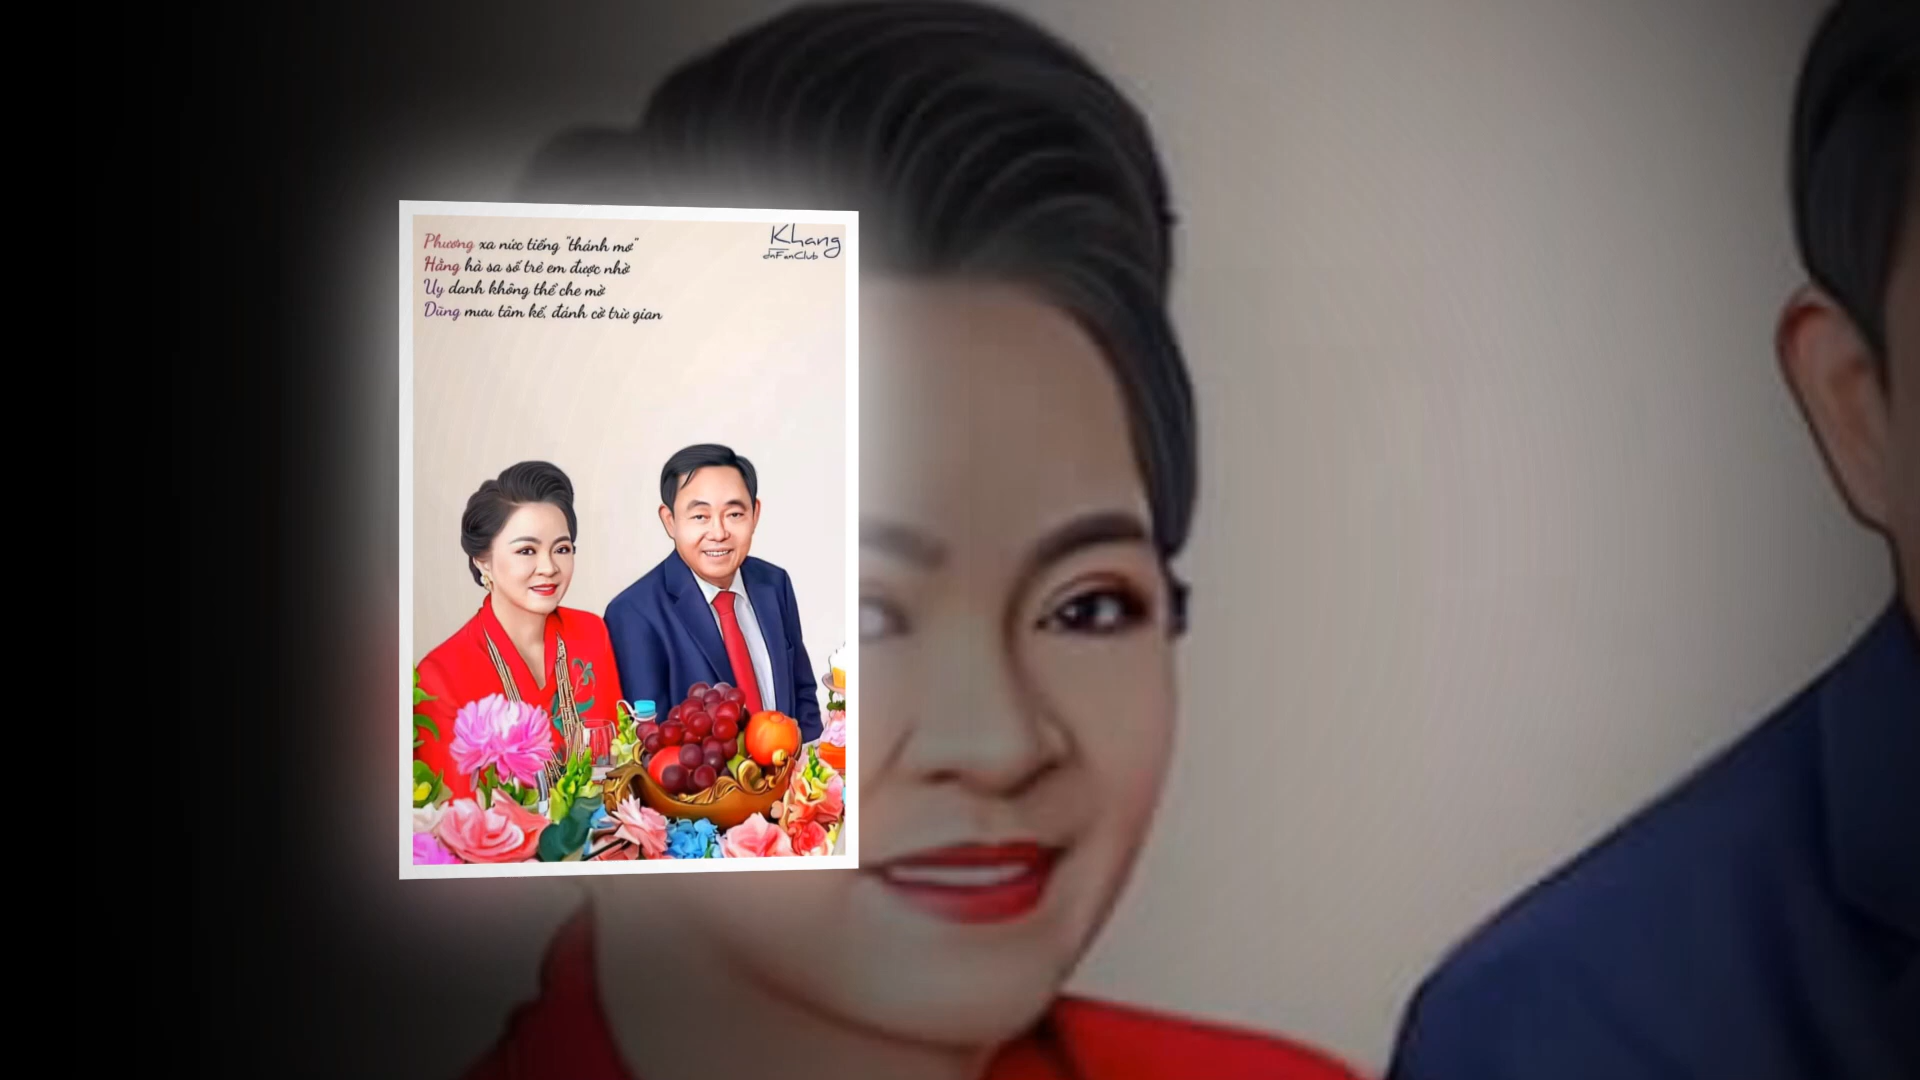 Phương xa nức tiếng "thánh mơ"
Hằng hà sa số trẻ em được nhờ
Uy danh không thể che mờ
Dũng mưu tâm kế, đánh cờ trừ gian
Khang
dnFanClub